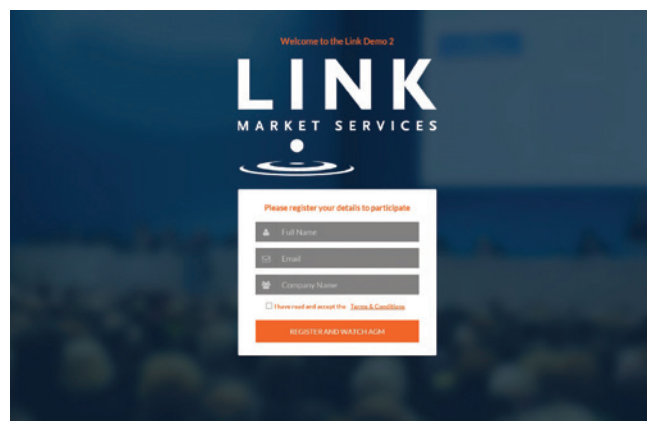 Welcome to the Link Demo 2
LINK
MARKET SERVICES
Please register your details to participate
Full Name
Email
Company Name
I have read and accept the Terms & Conditions
REGISTER AND WATCH AGM